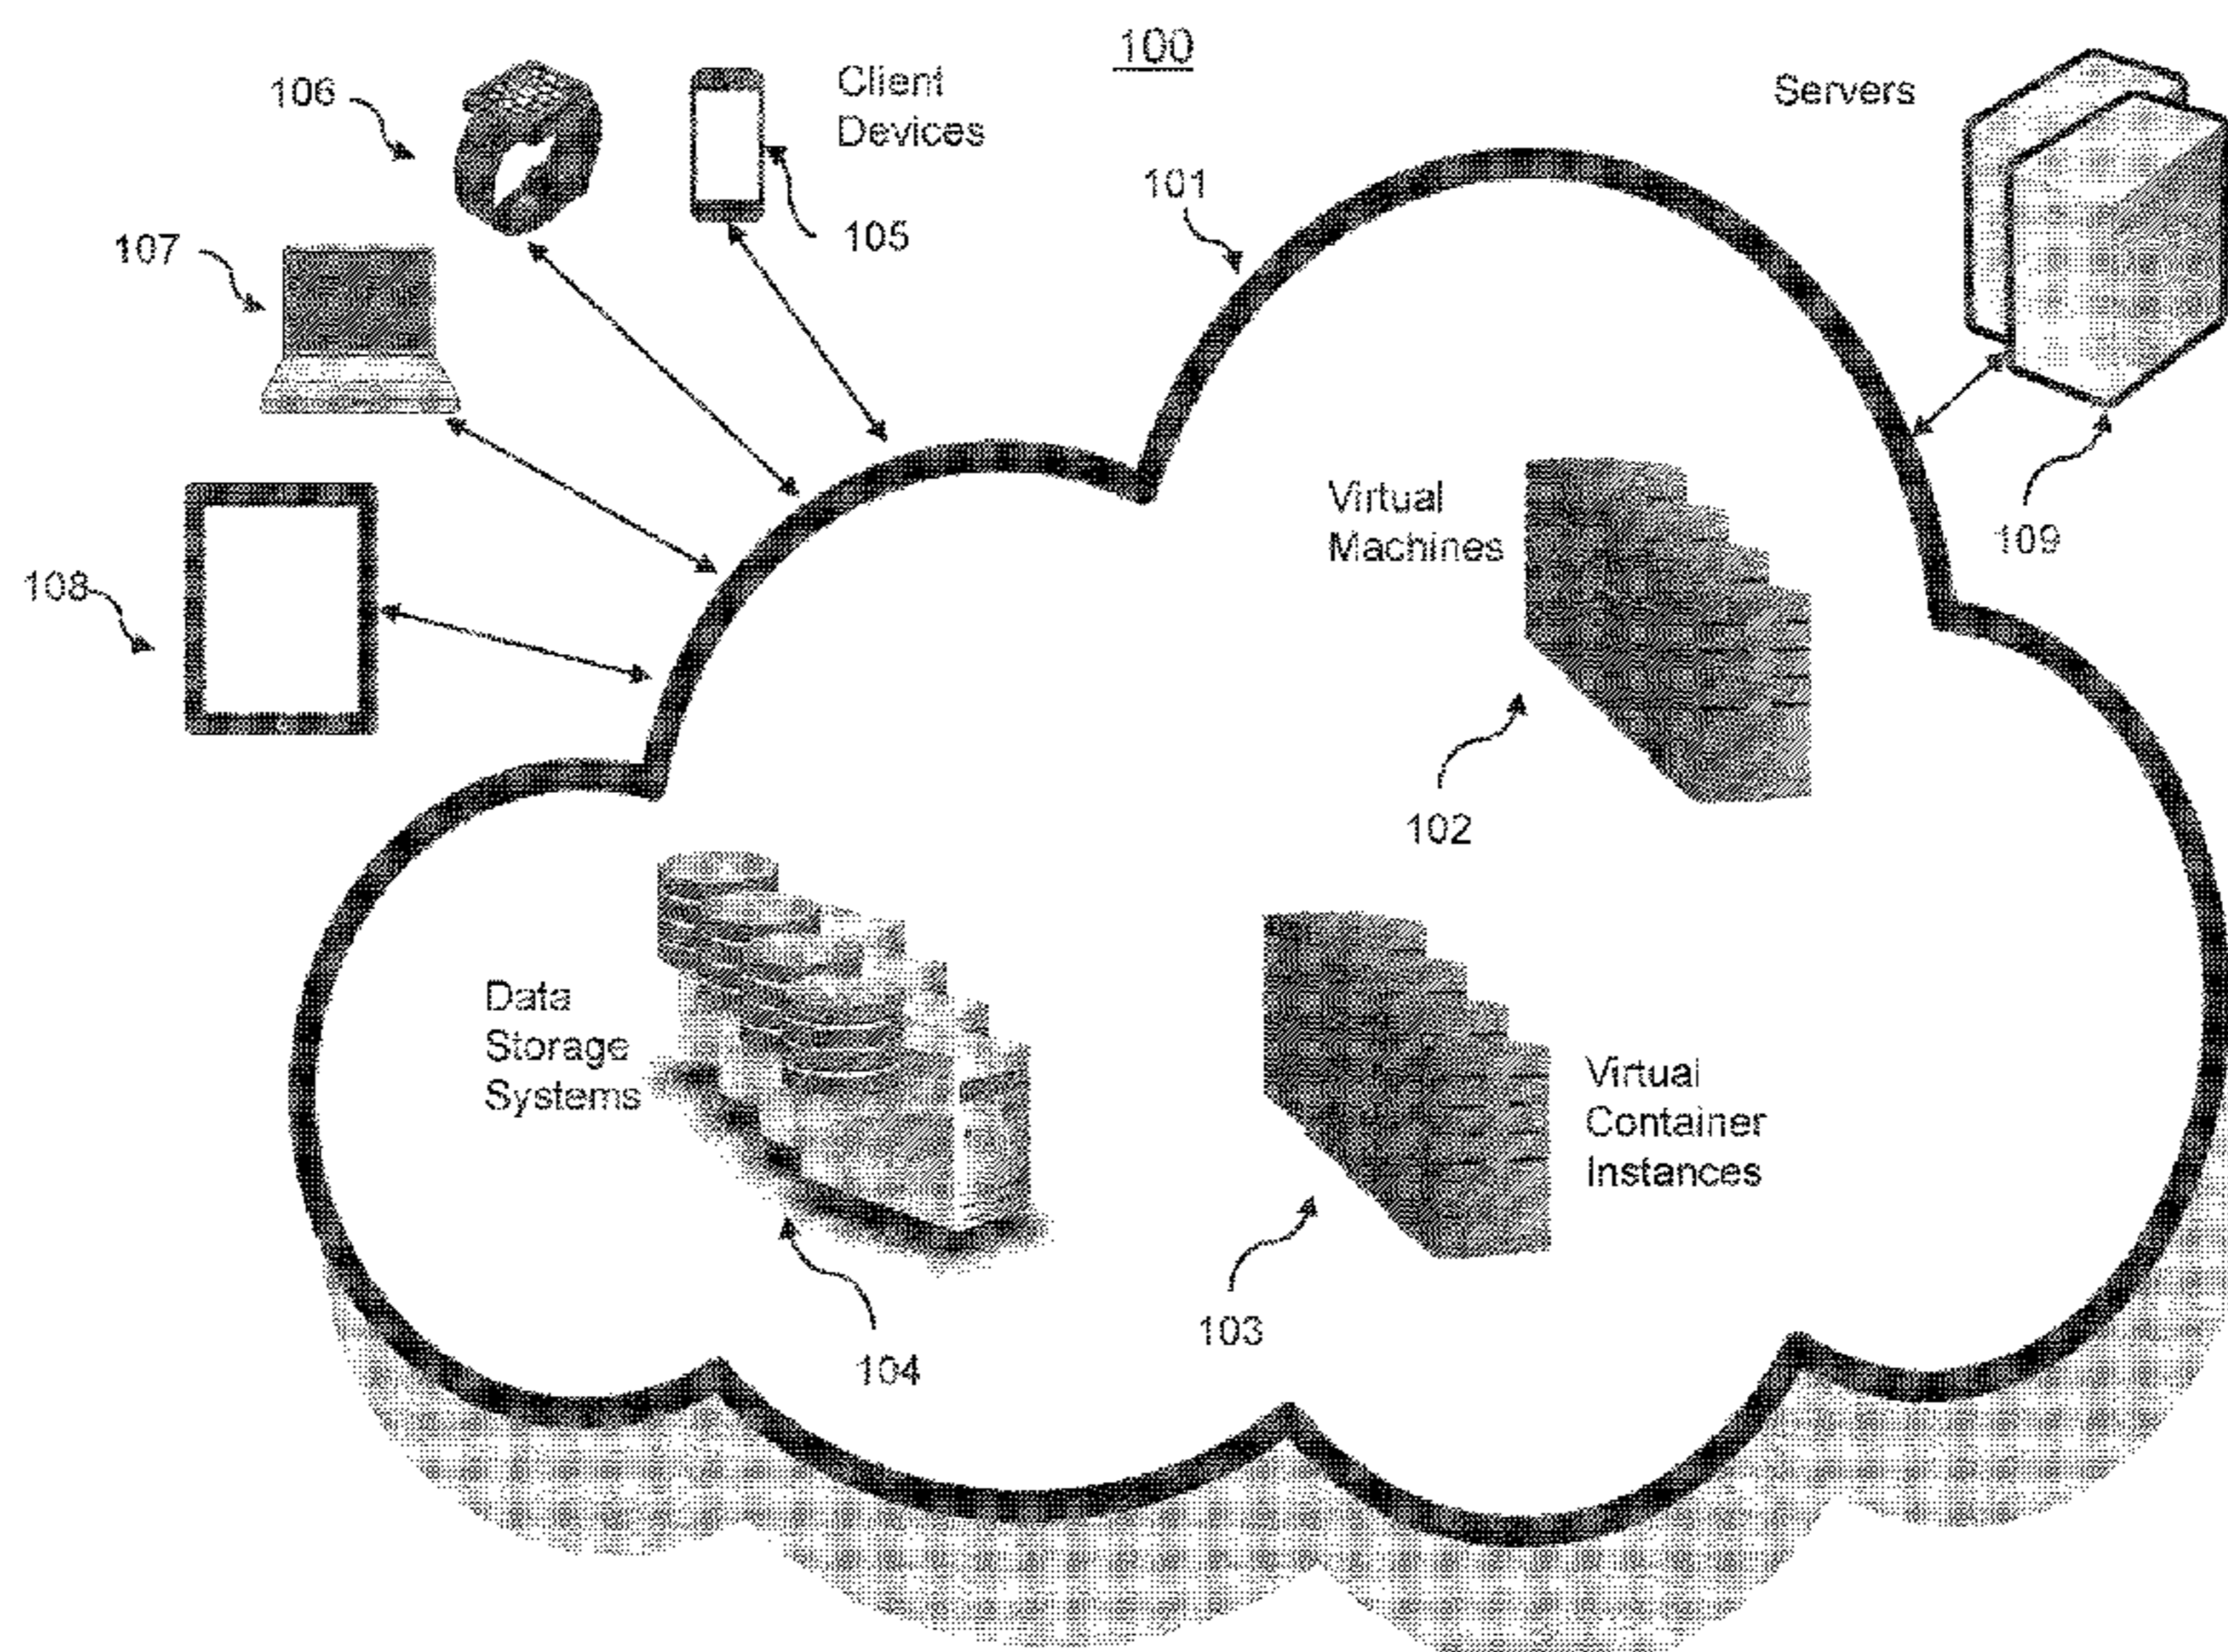 100
106
Client
Devices
Servers
105
101
107
Virtual
Machines
109
108
102
Data
Storage
Systems
Virtual
Container
Instances
103
104